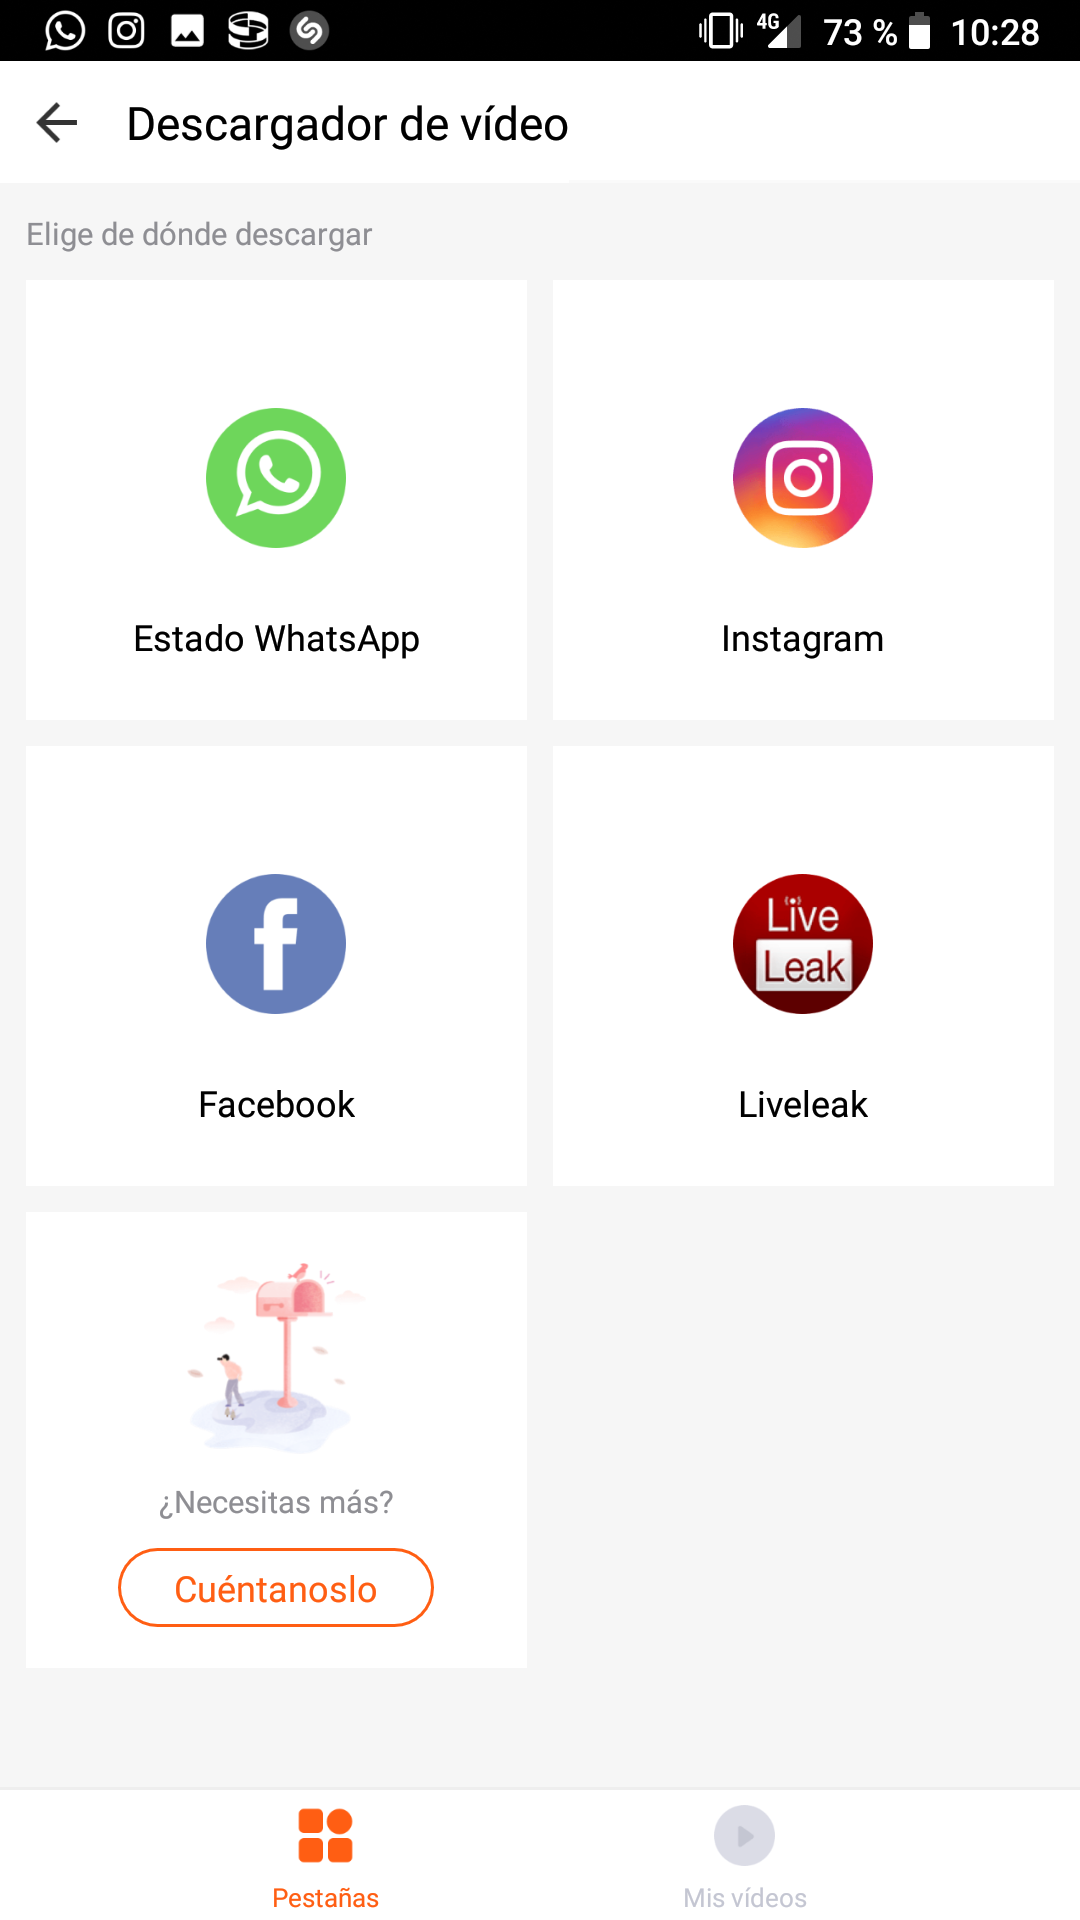 4G 73 % 10:28
Descargador de vídeo
Elige de dónde descargar
Estado WhatsApp
Instagram
f
Live
Leak
Facebook
Liveleak
¿Necesitas más?
Cuéntanoslo
Pestañas
Mis vídeos